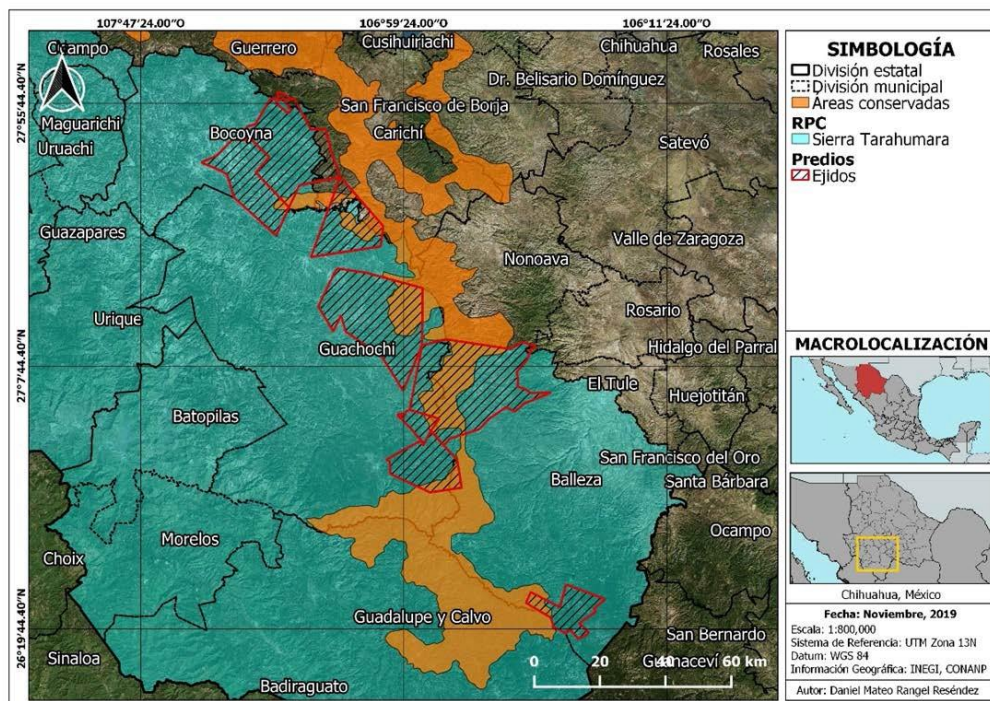 107°47'24.00"O
106°59'24.00"O
106°11'24.00"O
27°55'44.40"N
27°7'44.40"N
26°19'44.40"N
Ocampo
Guerrero
Cusihuiriachi
Chihuahua
Rosales
Dr. Belisario Domínguez
San Francisco de Borja
Maguarichi
Bocoyna
Carichí
Uruachi
Satevó
Guazapares
Valle de Zaragoza
Nonoava
Urique
Rosario
Guachochi
Hidalgo del Parral
El Tule
Huejotitán
Batopilas
San Francisco del Oro
Balleza
Santa Bárbara
Ocampo
Morelos
Choix
Guadalupe y Calvo
San Bernardo
Sinaloa
Guanaceví
Badiraguato
0 20 40 60 km
SIMBOLOGÍA
División estatal
División municipal
Áreas conservadas
RPC
Sierra Tarahumara
Predios
Ejidos
MACROLOCALIZACIÓN
Chihuahua, México
Fecha: Noviembre, 2019
Escala: 1:800,000
Sistema de Referencia: UTM Zona 13N
Datum: WGS 84
Información Geográfica: INEGI, CONANP
Autor: Daniel Mateo Rangel Reséndez